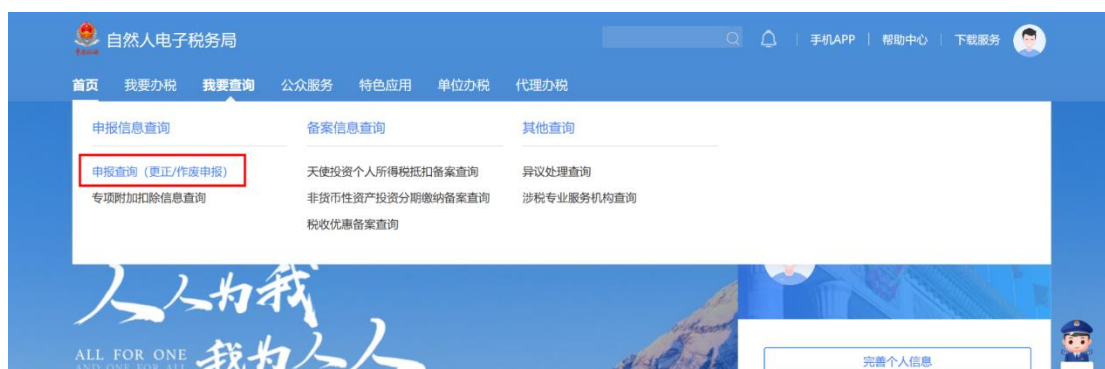 自然人电子税务局
手机APP | 帮助中心 | 下载服务
首页 我要办税 我要查询 公众服务 特色应用 单位办税 代理办税
申报信息查询 备案信息查询 其他查询
申报查询（更正/作废申报） 天使投资个人所得税抵扣备案查询 异议处理查询
专项附加扣除信息查询 非货币性资产投资分期缴纳备案查询 涉税专业服务机构查询
税收优惠备案查询
人人为我
我为人人
ALL FOR ONE
AND ONE FOR ALL
完善个人信息